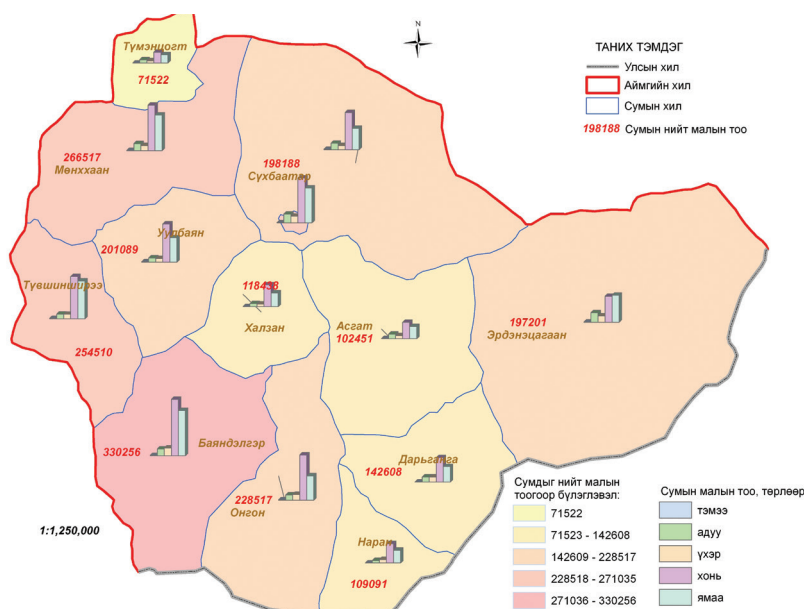 N
ТАНИХ ТЭМДЭГ
Улсын хил
Аймгийн хил
Сумын хил
198188 Сумын нийт малын тоо
Түмэнцогт
71522
266517
Мөнххаан
198188
Сүхбаатар
201089
Уулбаян
Түвшинширээ
254510
118438
Халзан
Асгат
102451
197201
Эрдэнэцагаан
330256
Баяндэлгэр
228517
Онгон
142608
Дарьганга
Наран
109091
1:1,250,000
Сумдыг нийт малын
тоогоор бүлэглэвэл:
71522
71523 - 142608
142609 - 228517
228518 - 271035
271036 - 330256
Сумын малын тоо, төрлөөр
тэмээ
адуу
үхэр
хонь
ямаа